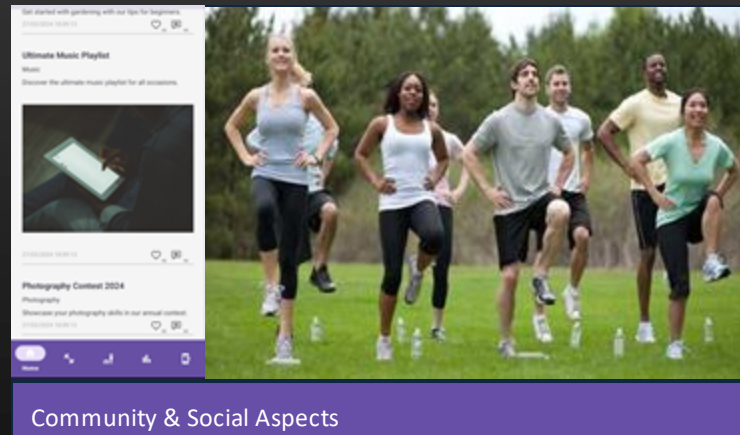 Get started with gardening with our tips for beginners.
Ultimate Music Playlist
Music
Discover the ultimate music playlist for all occasions.
Photography Contest 2024
Photography
Showcase your photography skills in our annual contest.
Home
Community & Social Aspects